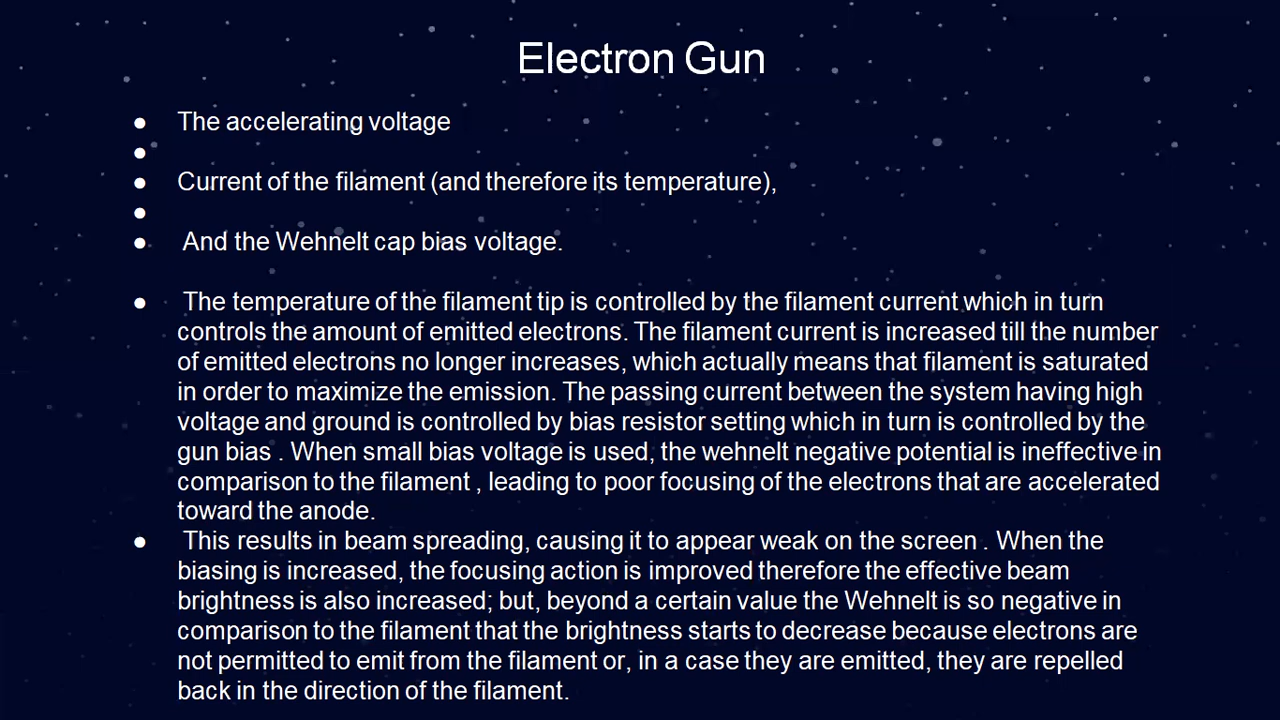 Electron Gun
● The accelerating voltage
●
● Current of the filament (and therefore its temperature),
●
● And the Wehnelt cap bias voltage.
● The temperature of the filament tip is controlled by the filament current which in turn
controls the amount of emitted electrons. The filament current is increased till the number
of emitted electrons no longer increases, which actually means that filament is saturated
in order to maximize the emission. The passing current between the system having high
voltage and ground is controlled by bias resistor setting which in turn is controlled by the
gun bias . When small bias voltage is used, the wehnelt negative potential is ineffective in
comparison to the filament , leading to poor focusing of the electrons that are accelerated
toward the anode.
● This results in beam spreading, causing it to appear weak on the screen . When the
biasing is increased, the focusing action is improved therefore the effective beam
brightness is also increased; but, beyond a certain value the Wehnelt is so negative in
comparison to the filament that the brightness starts to decrease because electrons are
not permitted to emit from the filament or, in a case they are emitted, they are repelled
back in the direction of the filament.